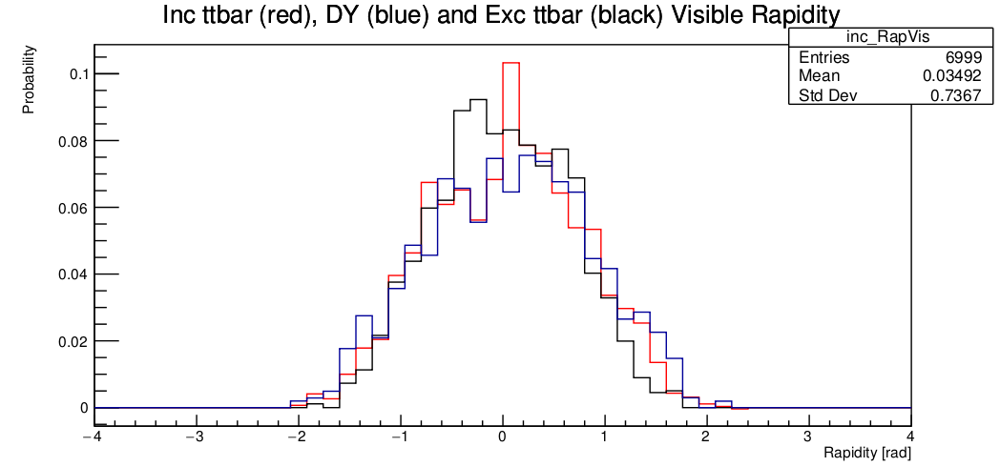 Inc ttbar (red), DY (blue) and Exc ttbar (black) Visible Rapidity
inc_RapVis
Entries 6999
Mean 0.03492
Std Dev 0.7367
Probability
0.1
0.08
0.06
0.04
0.02
0
−4 −3 −2 −1 0 1 2 3 4
Rapidity [rad]